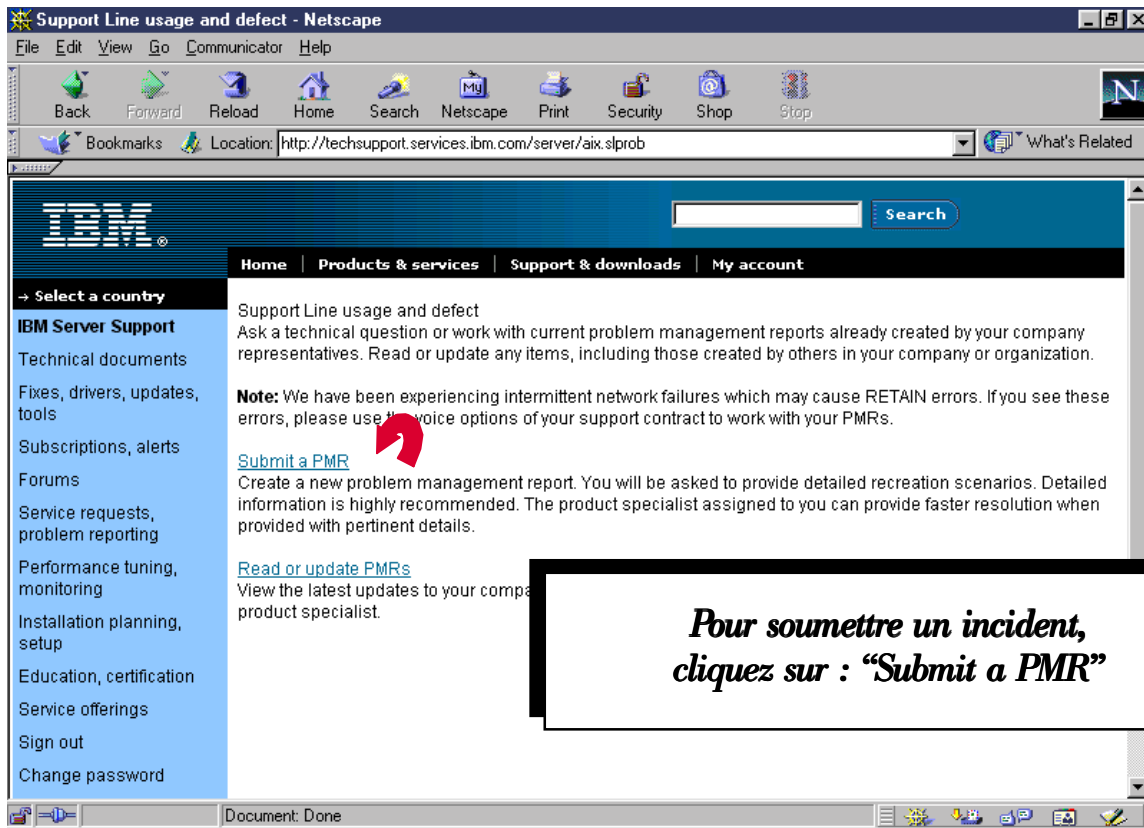 Support Line usage and defect - Netscape
File Edit View Go Communicator Help
Back Forward Reload Home Search Netscape Print Security Shop Stop
My
N
Bookmarks Location: http://techsupport.services.ibm.com/server/aix.slprob What's Related
IBM®
Search
Home | Products & services | Support & downloads | My account
→ Select a country
IBM Server Support
Technical documents
Fixes, drivers, updates,
tools
Subscriptions, alerts
Forums
Service requests,
problem reporting
Performance tuning,
monitoring
Installation planning,
setup
Education, certification
Service offerings
Sign out
Change password
Support Line usage and defect
Ask a technical question or work with current problem management reports already created by your company
representatives. Read or update any items, including those created by others in your company or organization.
Note: We have been experiencing intermittent network failures which may cause RETAIN errors. If you see these
errors, please use the voice options of your support contract to work with your PMRs.
Submit a PMR
Create a new problem management report. You will be asked to provide detailed recreation scenarios. Detailed
information is highly recommended. The product specialist assigned to you can provide faster resolution when
provided with pertinent details.
Read or update PMRs
View the latest updates to your
product specialist.
Pour soumettre un incident,
cliquez sur : “Submit a PMR”
Document: Done